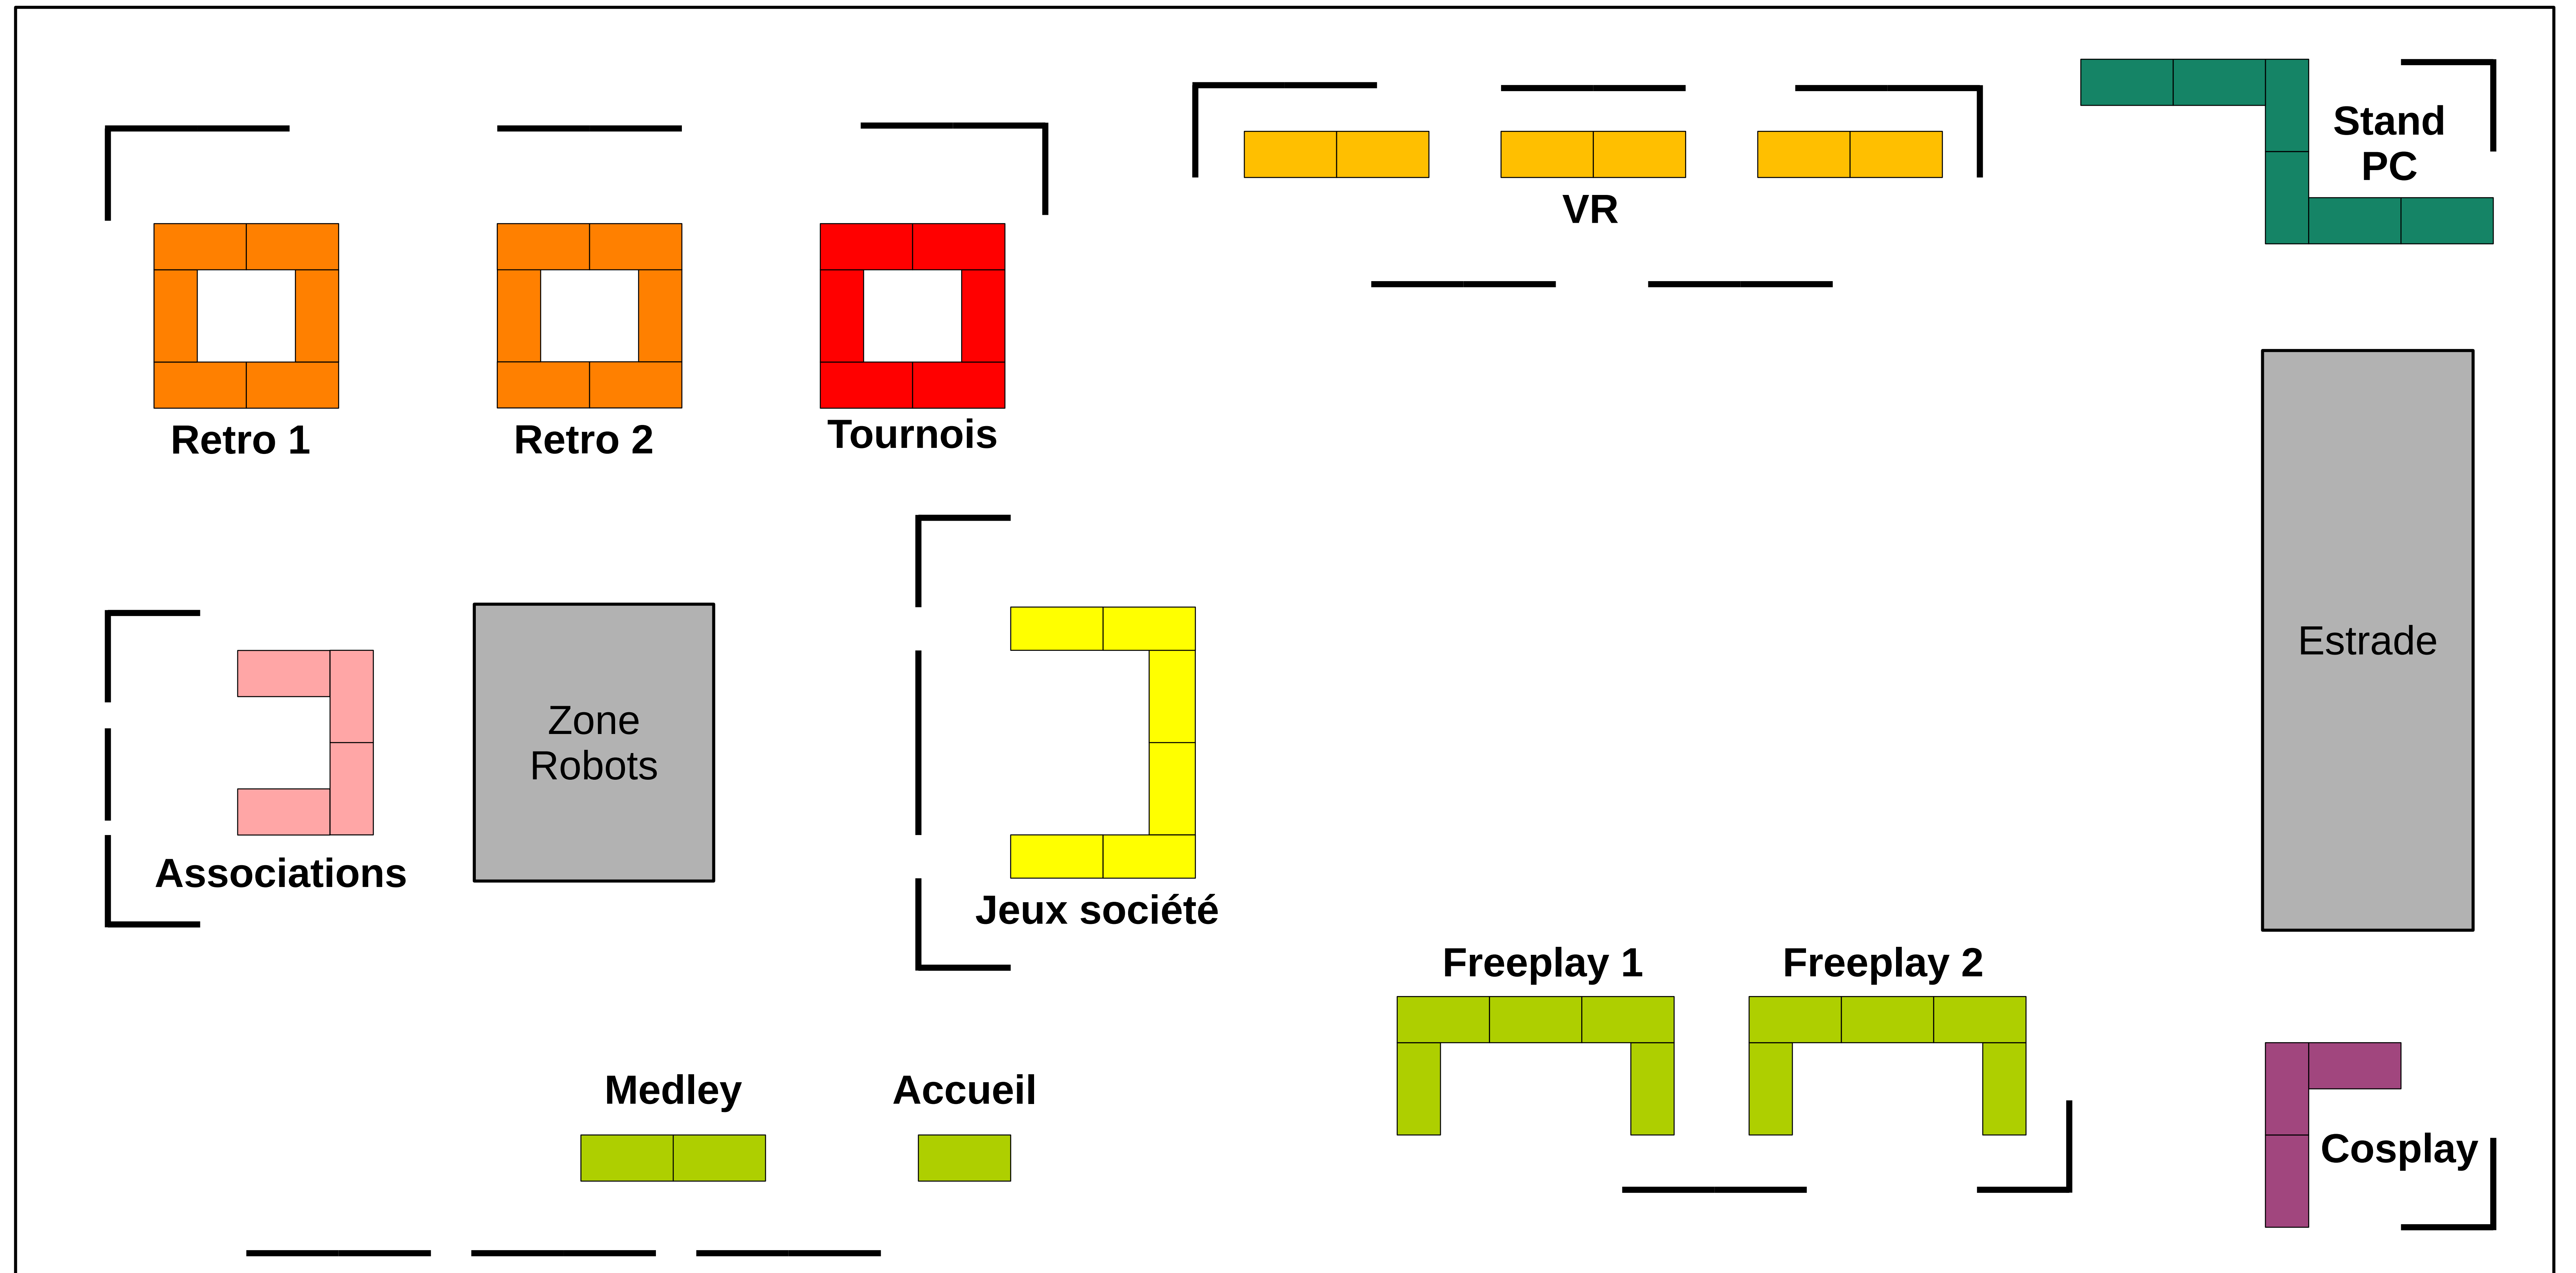 Stand
PC
VR
Retro 1
Retro 2
Tournois
Estrade
Zone
Robots
Associations
Jeux société
Freeplay 1
Freeplay 2
Medley
Accueil
Cosplay